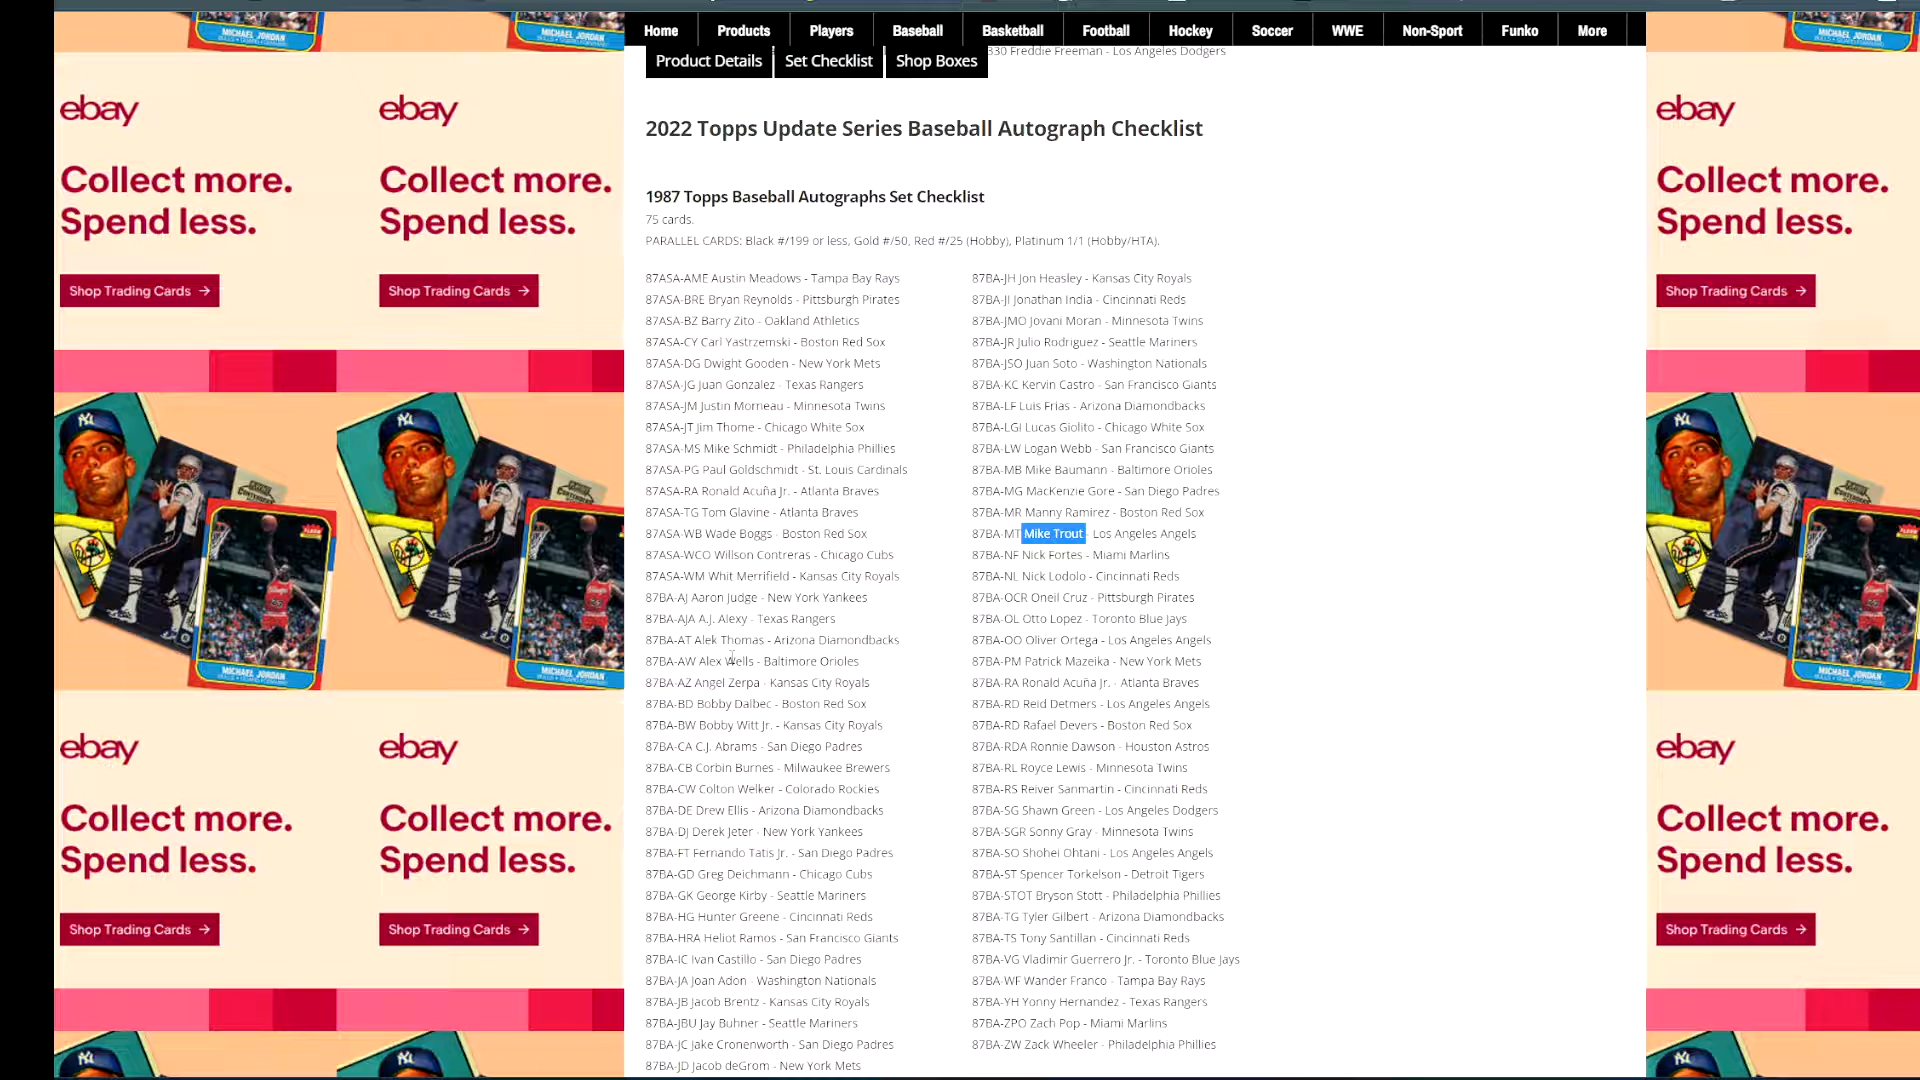 Home Products Players Baseball Basketball Football Hockey Soccer WWE Non-Sport Funko More
330 Freddie Freeman - Los Angeles Dodgers
Product Details Set Checklist Shop Boxes
2022 Topps Update Series Baseball Autograph Checklist
1987 Topps Baseball Autographs Set Checklist
75 cards.
PARALLEL CARDS: Black #/199 or less, Gold #/50, Red #/25 (Hobby), Platinum 1/1 (Hobby/HTA).
87ASA-AME Austin Meadows - Tampa Bay Rays
87ASA-BRE Bryan Reynolds - Pittsburgh Pirates
87ASA-BZ Barry Zito - Oakland Athletics
87ASA-CY Carl Yastrzemski - Boston Red Sox
87ASA-DG Dwight Gooden - New York Mets
87ASA-JG Juan Gonzalez - Texas Rangers
87ASA-JM Justin Morneau - Minnesota Twins
87ASA-JT Jim Thome - Chicago White Sox
87ASA-MS Mike Schmidt - Philadelphia Phillies
87ASA-PG Paul Goldschmidt - St. Louis Cardinals
87ASA-RA Ronald Acuña Jr. - Atlanta Braves
87ASA-TG Tom Glavine - Atlanta Braves
87ASA-WB Wade Boggs - Boston Red Sox
87ASA-WCO Willson Contreras - Chicago Cubs
87ASA-WM Whit Merrifield - Kansas City Royals
87BA-AJ Aaron Judge - New York Yankees
87BA-AJA A.J. Alexy - Texas Rangers
87BA-AT Alek Thomas - Arizona Diamondbacks
87BA-AW Alex Wells - Baltimore Orioles
87BA-AZ Angel Zerpa - Kansas City Royals
87BA-BD Bobby Dalbec - Boston Red Sox
87BA-BW Bobby Witt Jr. - Kansas City Royals
87BA-CA C.J. Abrams - San Diego Padres
87BA-CB Corbin Burnes - Milwaukee Brewers
87BA-CW Colton Welker - Colorado Rockies
87BA-DE Drew Ellis - Arizona Diamondbacks
87BA-DJ Derek Jeter - New York Yankees
87BA-FT Fernando Tatis Jr. - San Diego Padres
87BA-GD Greg Deichmann - Chicago Cubs
87BA-GK George Kirby - Seattle Mariners
87BA-HG Hunter Greene - Cincinnati Reds
87BA-HRA Heliot Ramos - San Francisco Giants
87BA-IC Ivan Castillo - San Diego Padres
87BA-JA Joan Adon - Washington Nationals
87BA-JB Jacob Brentz - Kansas City Royals
87BA-JBU Jay Buhner - Seattle Mariners
87BA-JC Jake Cronenworth - San Diego Padres
87BA-JD Jacob deGrom - New York Mets
87BA-JH Jon Heasley - Kansas City Royals
87BA-JI Jonathan India - Cincinnati Reds
87BA-JMO Jovani Moran - Minnesota Twins
87BA-JR Julio Rodriguez - Seattle Mariners
87BA-JSO Juan Soto - Washington Nationals
87BA-KC Kervin Castro - San Francisco Giants
87BA-LF Luis Frias - Arizona Diamondbacks
87BA-LGI Lucas Giolito - Chicago White Sox
87BA-LW Logan Webb - San Francisco Giants
87BA-MB Mike Baumann - Baltimore Orioles
87BA-MG MacKenzie Gore - San Diego Padres
87BA-MR Manny Ramirez - Boston Red Sox
87BA-MT Mike Trout - Los Angeles Angels
87BA-NF Nick Fortes - Miami Marlins
87BA-NL Nick Lodolo - Cincinnati Reds
87BA-OCR Oneil Cruz - Pittsburgh Pirates
87BA-OL Otto Lopez - Toronto Blue Jays
87BA-OO Oliver Ortega - Los Angeles Angels
87BA-PM Patrick Mazeika - New York Mets
87BA-RA Ronald Acuña Jr. - Atlanta Braves
87BA-RD Reid Detmers - Los Angeles Angels
87BA-RD Rafael Devers - Boston Red Sox
87BA-RDA Ronnie Dawson - Houston Astros
87BA-RL Royce Lewis - Minnesota Twins
87BA-RS Reiver Sanmartin - Cincinnati Reds
87BA-SG Shawn Green - Los Angeles Dodgers
87BA-SGR Sonny Gray - Minnesota Twins
87BA-SO Shohei Ohtani - Los Angeles Angels
87BA-ST Spencer Torkelson - Detroit Tigers
87BA-STOT Bryson Stott - Philadelphia Phillies
87BA-TG Tyler Gilbert - Arizona Diamondbacks
87BA-TS Tony Santillan - Cincinnati Reds
87BA-VG Vladimir Guerrero Jr. - Toronto Blue Jays
87BA-WF Wander Franco - Tampa Bay Rays
87BA-YH Yonny Hernandez - Texas Rangers
87BA-ZPO Zach Pop - Miami Marlins
87BA-ZW Zack Wheeler - Philadelphia Phillies
MICHAEL JORDAN
MICHAEL JORDAN
ebay
Collect more.
Spend less.
Shop Trading Cards →
ebay
Collect more.
Spend less.
Shop Trading Cards →
MICHAEL JORDAN
MICHAEL JORDAN
ebay
Collect more.
Spend less.
Shop Trading Cards →
ebay
Collect more.
Spend less.
Shop Trading Cards →
MICHAEL JORDAN
ebay
Collect more.
Spend less.
Shop Trading Cards →
MICHAEL JORDAN
ebay
Collect more.
Spend less.
Shop Trading Cards →